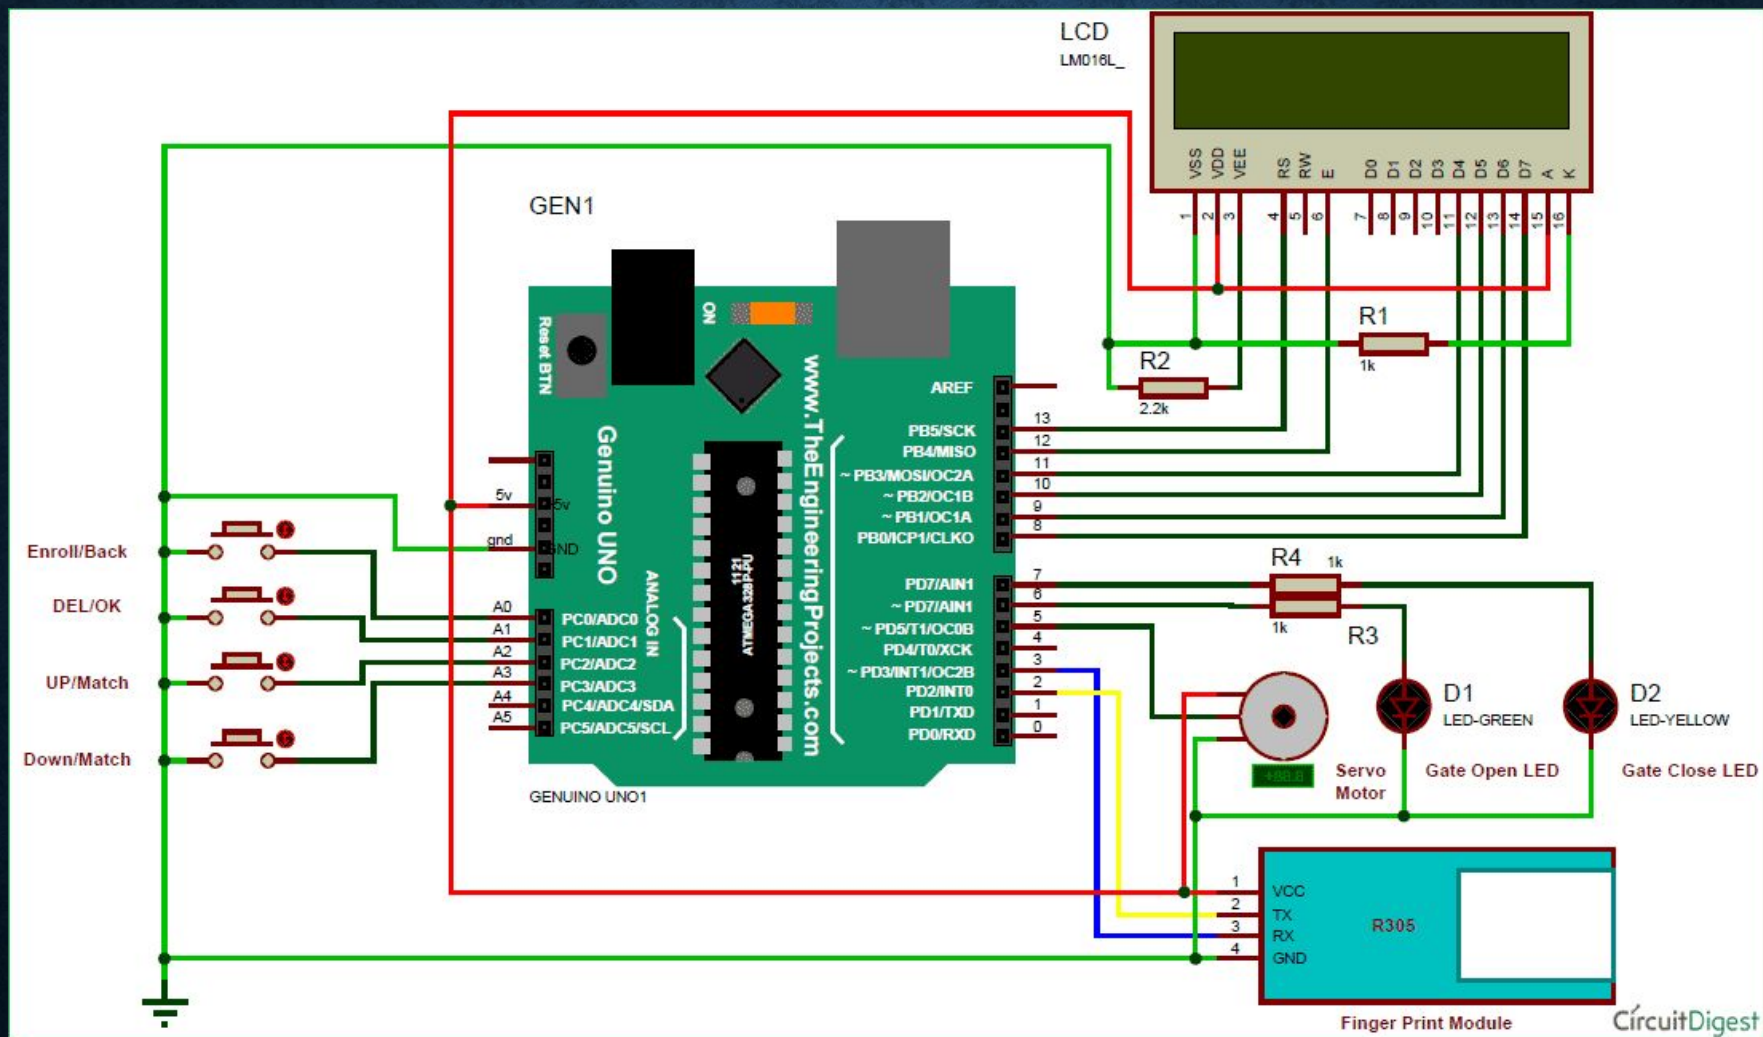 LCD
LM016L_
VSS
VDD
VEE
RS
RW
E
D0
D1
D2
D3
D4
D5
D6
D7
A
K
1
2
3
4
5
6
7
8
9
10
11
12
13
14
15
16
GEN1
ON
Reset BTN
Genuino UNO
www.TheEngineeringProjects.com
ANALOG IN
1121
ATMEGA328P-PU
R1
1k
R2
2.2k
AREF
PB5/SCK 13
PB4/MISO 12
~ PB3/MOSI/OC2A 11
~ PB2/OC1B 10
~ PB1/OC1A 9
PB0/ICP1/CLKO 8
5v
gnd GND
Enroll/Back
DEL/OK
UP/Match
Down/Match
A0 PC0/ADC0
A1 PC1/ADC1
A2 PC2/ADC2
A3 PC3/ADC3
A4 PC4/ADC4/SDA
A5 PC5/ADC5/SCL
PD7/AIN1 7
~ PD7/AIN1 6
~ PD5/T1/OC0B 5
PD4/T0/XCK 4
~ PD3/INT1/OC2B 3
PD2/INT0 2
PD1/TXD 1
PD0/RXD 0
R4 1k
1k R3
D1
LED-GREEN
D2
LED-YELLOW
Servo
Motor
Gate Open LED
Gate Close LED
GENUINO UNO1
1 VCC
2 TX
3 RX
4 GND
R305
Finger Print Module
CircuitDigest